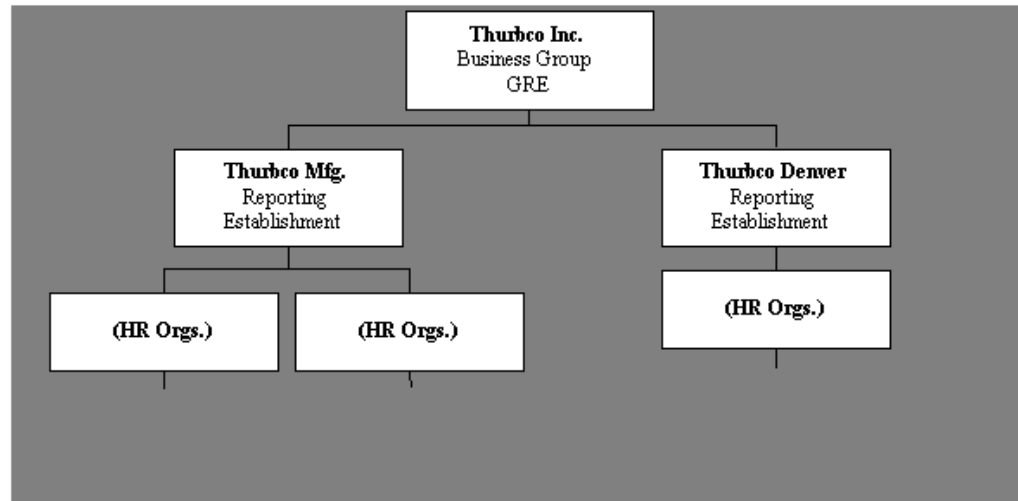 Thurbco Inc.
Business Group
GRE
Thurbco Mfg.
Reporting
Establishment
Thurbco Denver
Reporting
Establishment
(HR Orgs.)
(HR Orgs.)
(HR Orgs.)